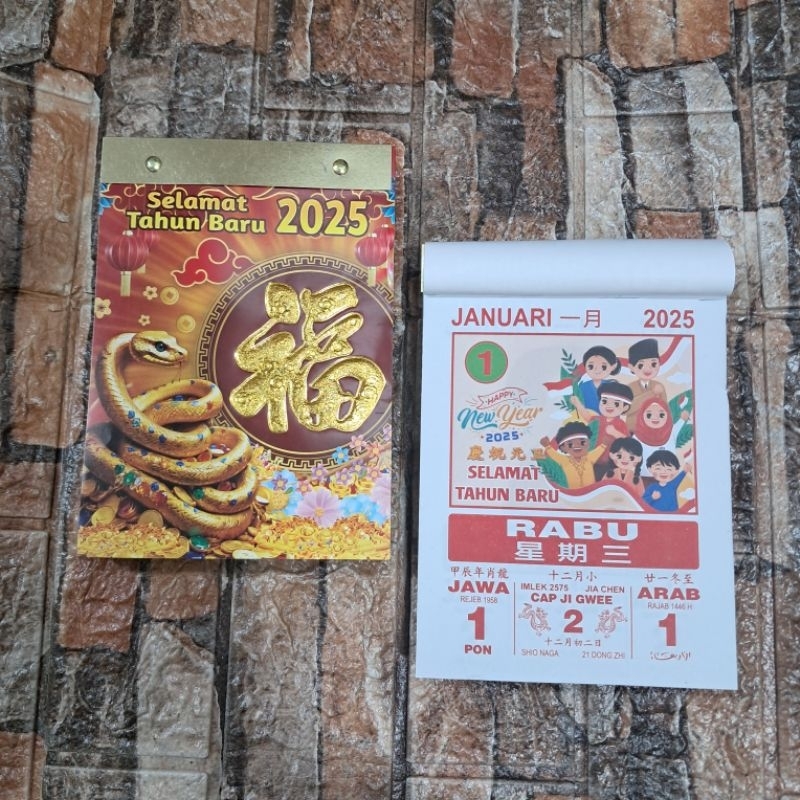 Selamat
Tahun Baru 2025
福
JANUARI 一月 2025
1
HAPPY
New Year
2025
慶祝元旦
SELAMAT
TAHUN BARU
RABU
星期三
甲辰年肖龍
JAWA
REJEB 1958
1
PON
十二月小
IMLEK 2575 JIA CHEN
CAP JI GWEE
2
十二月初二日
SHIO NAGA 21 DONG ZHI
廿一冬至
ARAB
RAJAB 1446 H
1